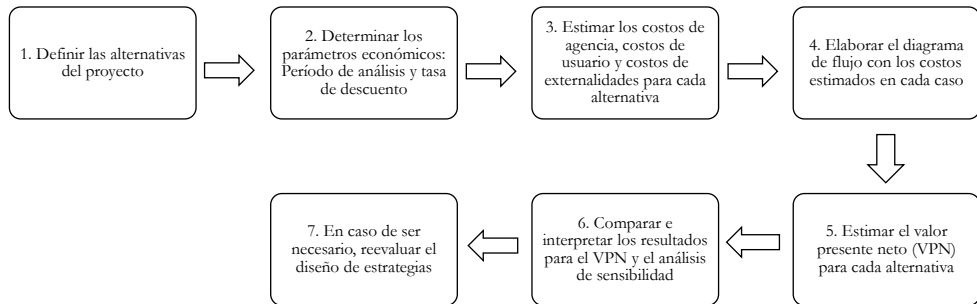 1. Definir las alternativas
del proyecto
2. Determinar los
parámetros económicos:
Período de análisis y tasa
de descuento
3. Estimar los costos de
agencia, costos de
usuario y costos de
externalidades para cada
alternativa
4. Elaborar el diagrama
de flujo con los costos
estimados en cada caso
5. Estimar el valor
presente neto (VPN)
para cada alternativa
6. Comparar e
interpretar los resultados
para el VPN y el análisis
de sensibilidad
7. En caso de ser
necesario, reevaluar el
diseño de estrategias